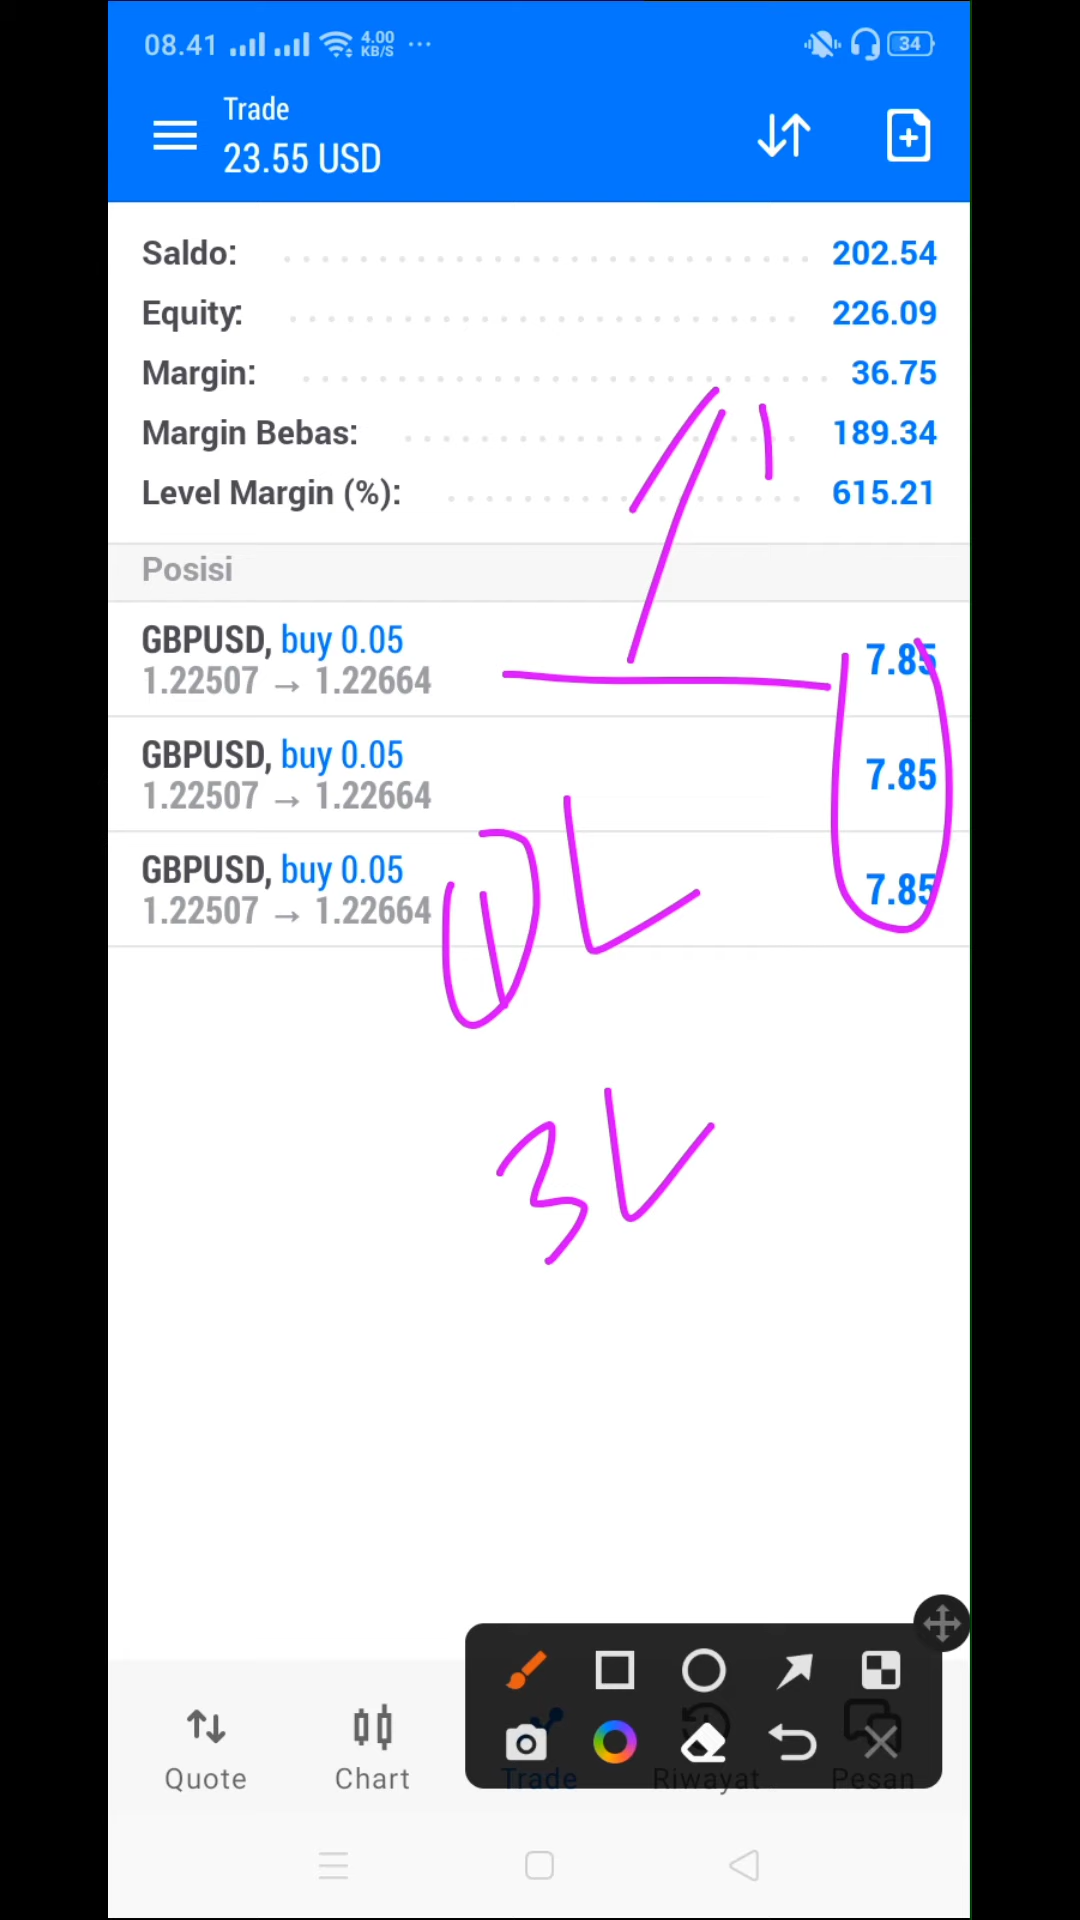 08.41 4.00 KB/S ... 34
Trade
23.55 USD
Saldo: 202.54
Equity: 226.09
Margin: 36.75
Margin Bebas: 189.34
Level Margin (%): 615.21
Posisi
GBPUSD, buy 0.05 7.85
1.22507 → 1.22664
GBPUSD, buy 0.05 7.85
1.22507 → 1.22664
GBPUSD, buy 0.05 7.85
1.22507 → 1.22664
3L
Quote Chart Trade Riwayat Pesan